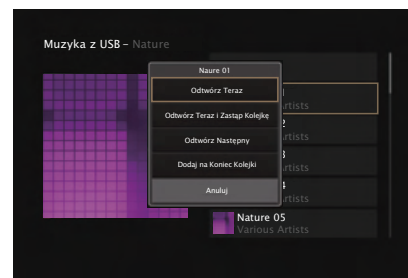 Muzyka z USB – Nature
Naure 01
Odtwórz Teraz
Odtwórz Teraz i Zastąp Kolejkę
Odtwórz Następny
Dodaj na Koniec Kolejki
Anuluj
Nature 05
Various Artists